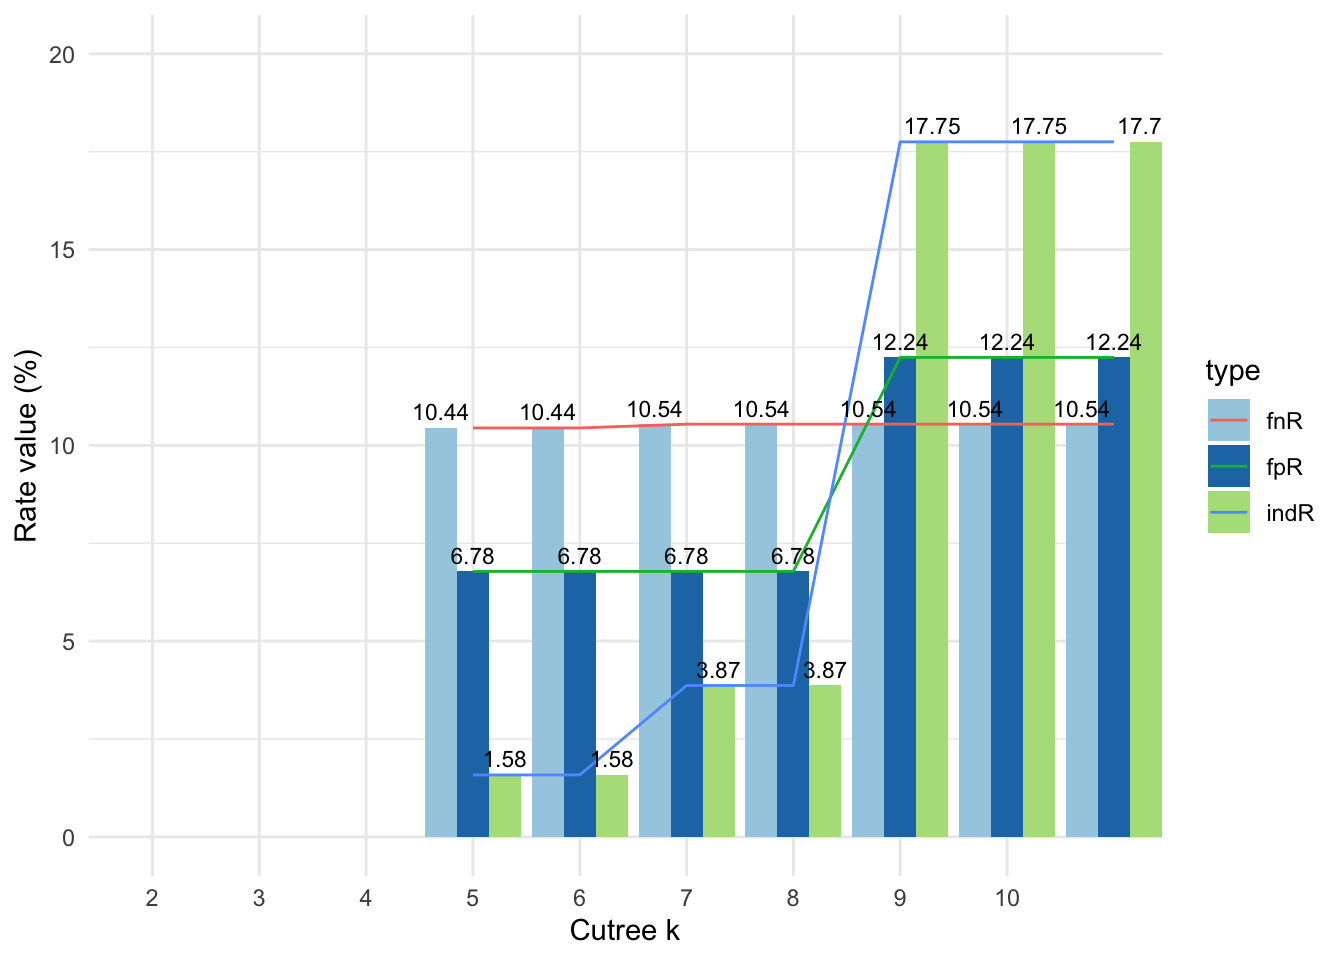 20
15
10
5
0
Rate value (%)
17.75 17.75 17.7
12.24 12.24 12.24
10.44 10.44 10.54 10.54 10.54 10.54 10.54
6.78 6.78 6.78 6.78
3.87 3.87
1.58 1.58
2 3 4 5 6 7 8 9 10
Cutree k
type
fnR
fpR
indR